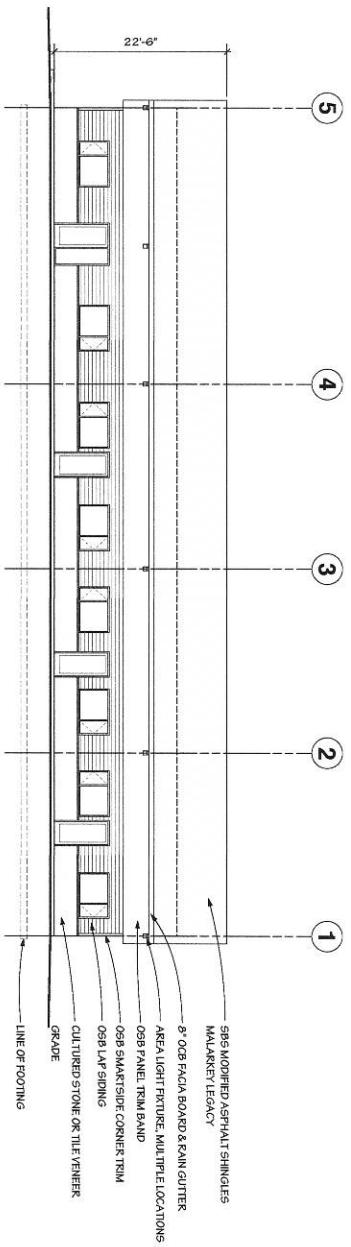 22'-6"
5
4
3
2
1
SBS MODIFIED ASPHALT SHINGLES
MALARKEY LEGACY
8" OCB FACIA BOARD & RAIN GUTTER
AREA LIGHT FIXTURE, MULTIPLE LOCATIONS
OSB PANEL TRIM BAND
OSB SMARTSIDE CORNER TRIM
OSB LAP SIDING
CULTURED STONE OR TILE VENEER
GRADE
LINE OF FOOTING